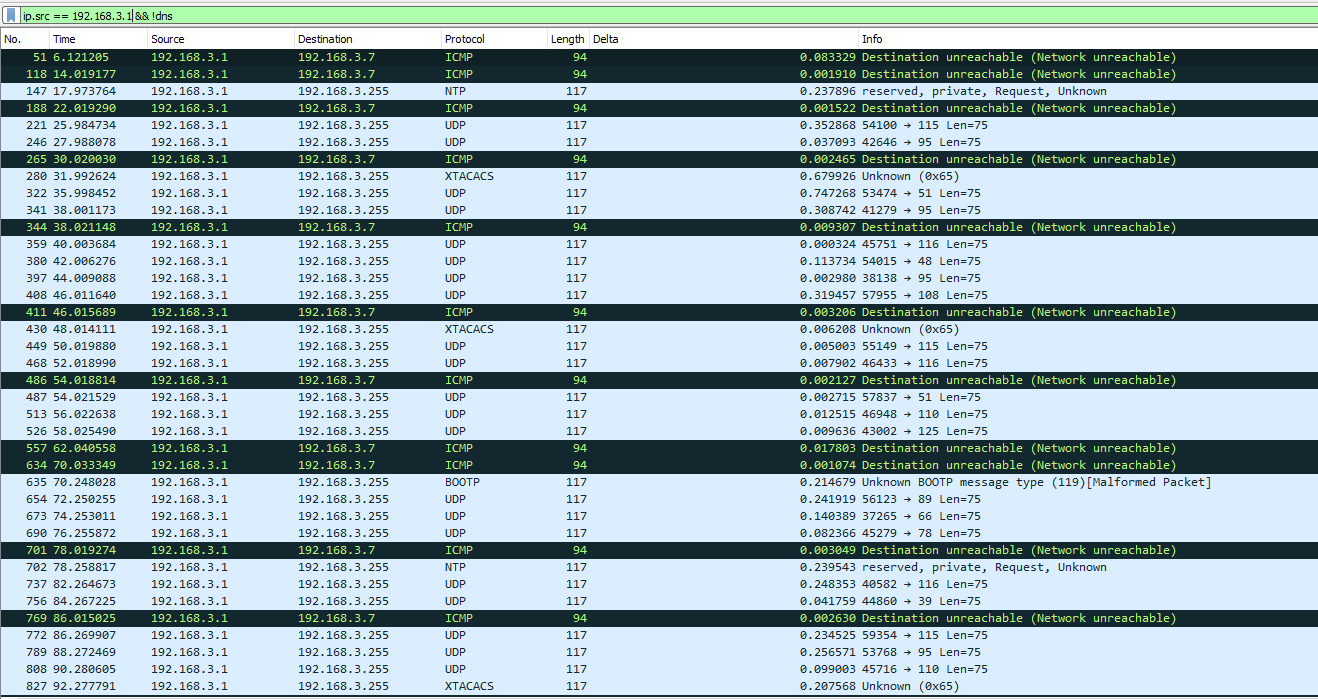 ip.src == 192.168.3.1 && !dns
No. Time Source Destination Protocol Length Delta Info
51 6.121205 192.168.3.1 192.168.3.7 ICMP 94 0.083329 Destination unreachable (Network unreachable)
118 14.019177 192.168.3.1 192.168.3.7 ICMP 94 0.001910 Destination unreachable (Network unreachable)
147 17.973764 192.168.3.1 192.168.3.255 NTP 117 0.237896 reserved, private, Request, Unknown
188 22.019290 192.168.3.1 192.168.3.7 ICMP 94 0.001522 Destination unreachable (Network unreachable)
221 25.984734 192.168.3.1 192.168.3.255 UDP 117 0.352868 54100 → 115 Len=75
246 27.988078 192.168.3.1 192.168.3.255 UDP 117 0.037093 42646 → 95 Len=75
265 30.020030 192.168.3.1 192.168.3.7 ICMP 94 0.002465 Destination unreachable (Network unreachable)
280 31.992624 192.168.3.1 192.168.3.255 XTACACS 117 0.679926 Unknown (0x65)
322 35.998452 192.168.3.1 192.168.3.255 UDP 117 0.747268 53474 → 51 Len=75
341 38.001173 192.168.3.1 192.168.3.255 UDP 117 0.308742 41279 → 95 Len=75
344 38.021148 192.168.3.1 192.168.3.7 ICMP 94 0.009307 Destination unreachable (Network unreachable)
359 40.003684 192.168.3.1 192.168.3.255 UDP 117 0.000324 45751 → 116 Len=75
380 42.006276 192.168.3.1 192.168.3.255 UDP 117 0.113734 54015 → 48 Len=75
397 44.009088 192.168.3.1 192.168.3.255 UDP 117 0.002980 38138 → 95 Len=75
408 46.011640 192.168.3.1 192.168.3.255 UDP 117 0.319457 57955 → 108 Len=75
411 46.015689 192.168.3.1 192.168.3.7 ICMP 94 0.003206 Destination unreachable (Network unreachable)
430 48.014111 192.168.3.1 192.168.3.255 XTACACS 117 0.006208 Unknown (0x65)
449 50.019880 192.168.3.1 192.168.3.255 UDP 117 0.005003 55149 → 115 Len=75
468 52.018990 192.168.3.1 192.168.3.255 UDP 117 0.007902 46433 → 116 Len=75
486 54.018814 192.168.3.1 192.168.3.7 ICMP 94 0.002127 Destination unreachable (Network unreachable)
487 54.021529 192.168.3.1 192.168.3.255 UDP 117 0.002715 57837 → 51 Len=75
513 56.022638 192.168.3.1 192.168.3.255 UDP 117 0.012515 46948 → 110 Len=75
526 58.025490 192.168.3.1 192.168.3.255 UDP 117 0.009636 43002 → 125 Len=75
557 62.040558 192.168.3.1 192.168.3.7 ICMP 94 0.017803 Destination unreachable (Network unreachable)
634 70.033349 192.168.3.1 192.168.3.7 ICMP 94 0.001074 Destination unreachable (Network unreachable)
635 70.248028 192.168.3.1 192.168.3.255 BOOTP 117 0.214679 Unknown BOOTP message type (119)[Malformed Packet]
654 72.250255 192.168.3.1 192.168.3.255 UDP 117 0.241919 56123 → 89 Len=75
673 74.253011 192.168.3.1 192.168.3.255 UDP 117 0.140389 37265 → 66 Len=75
690 76.255872 192.168.3.1 192.168.3.255 UDP 117 0.082366 45279 → 78 Len=75
701 78.019274 192.168.3.1 192.168.3.7 ICMP 94 0.003049 Destination unreachable (Network unreachable)
702 78.258817 192.168.3.1 192.168.3.255 NTP 117 0.239543 reserved, private, Request, Unknown
737 82.264673 192.168.3.1 192.168.3.255 UDP 117 0.248353 40582 → 116 Len=75
756 84.267225 192.168.3.1 192.168.3.255 UDP 117 0.041759 44860 → 39 Len=75
769 86.015025 192.168.3.1 192.168.3.7 ICMP 94 0.002630 Destination unreachable (Network unreachable)
772 86.269907 192.168.3.1 192.168.3.255 UDP 117 0.234525 59354 → 115 Len=75
789 88.272469 192.168.3.1 192.168.3.255 UDP 117 0.256571 53768 → 95 Len=75
808 90.280605 192.168.3.1 192.168.3.255 UDP 117 0.099003 45716 → 110 Len=75
827 92.277791 192.168.3.1 192.168.3.255 XTACACS 117 0.207568 Unknown (0x65)